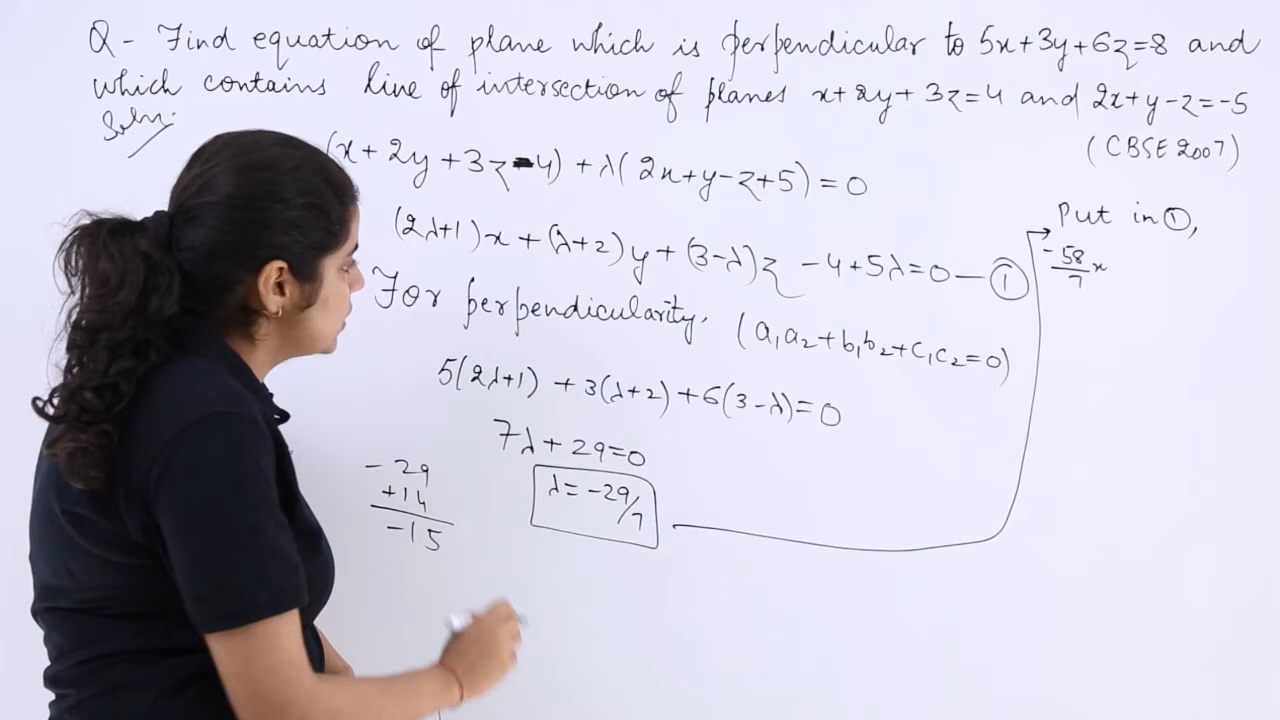 Q- Find equation of plane which is perpendicular to 5x+3y+6z=8 and
which contains line of intersection of planes x+2y+3z=4 and 2x+y-z=-5
Soln:
(CBSE 2007)
(x+2y+3z-4)+λ(2x+y-z+5)=0
(2λ+1)x+(λ+2)y+(3-λ)z -4+5λ=0 — ①
For perpendicularity, (a₁a₂+b₁b₂+c₁c₂=0)
5(2λ+1) +3(λ+2)+6(3-λ)=0
7λ+29=0
λ=-29/7
-29
+14
-15
Put in ①,
-58/7 x